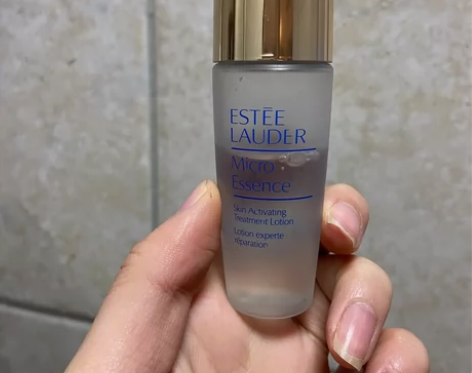 ESTĒE
LAUDER
Micro
Essence
Skin Activating
Treatment Lotion
Lotion experte
réparation